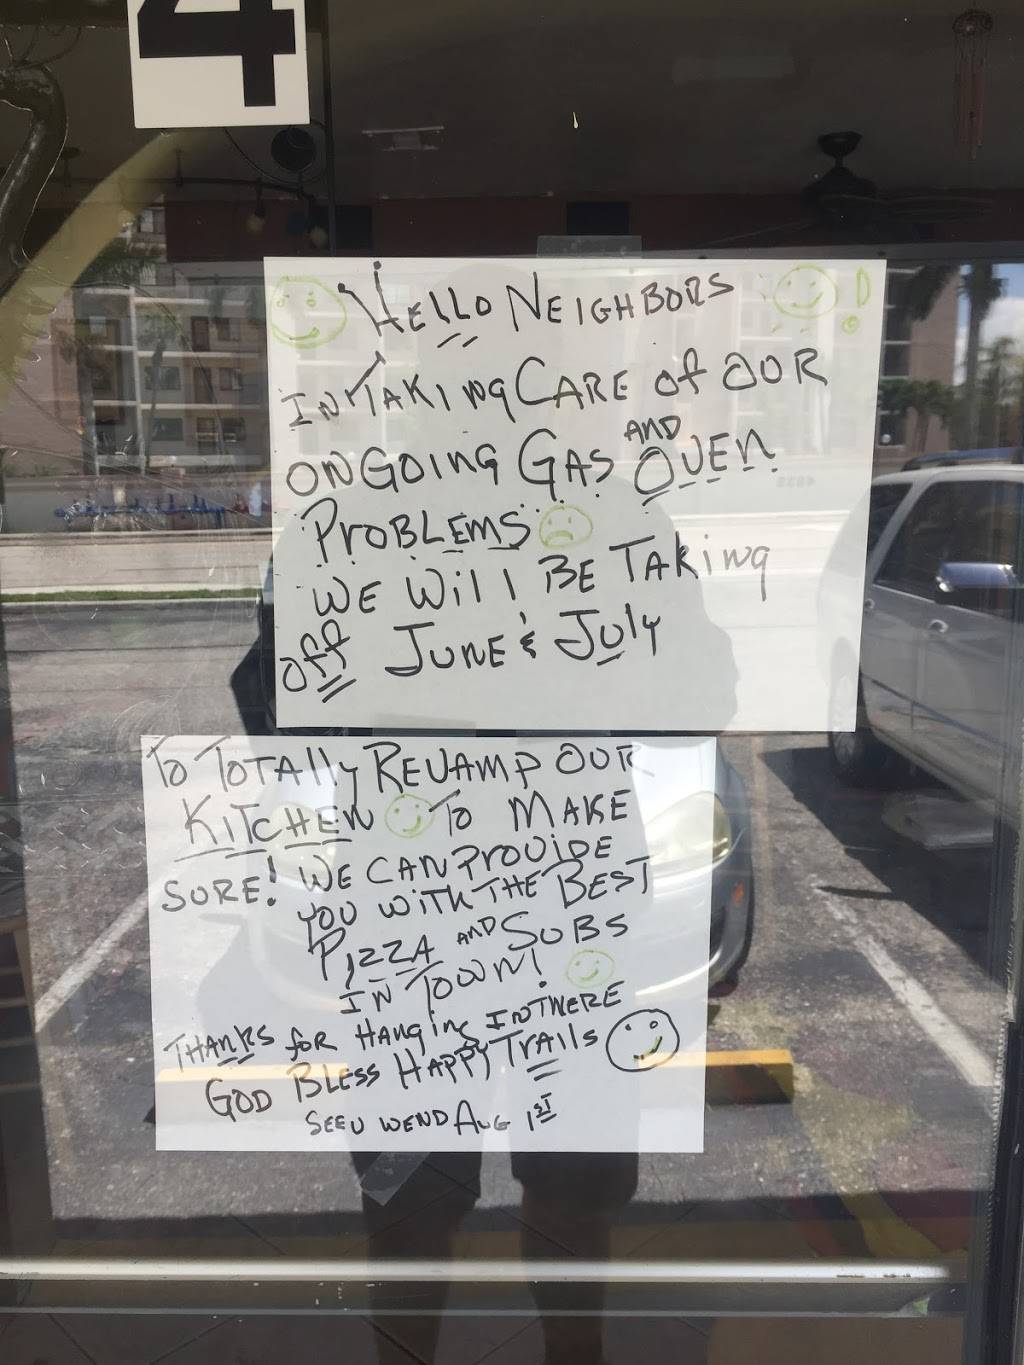 4
Hello Neighbors !
In Taking Care of our
ongoing Gas and Oven
Problems
we will be Taking
off June & July
To Totally Revamp our
Kitchen To make
sure! we can provide
you with the Best
Pizza and Subs
in Town!
Thanks for Hanging in There
God Bless Happy Trails
See U Wend Aug 1st